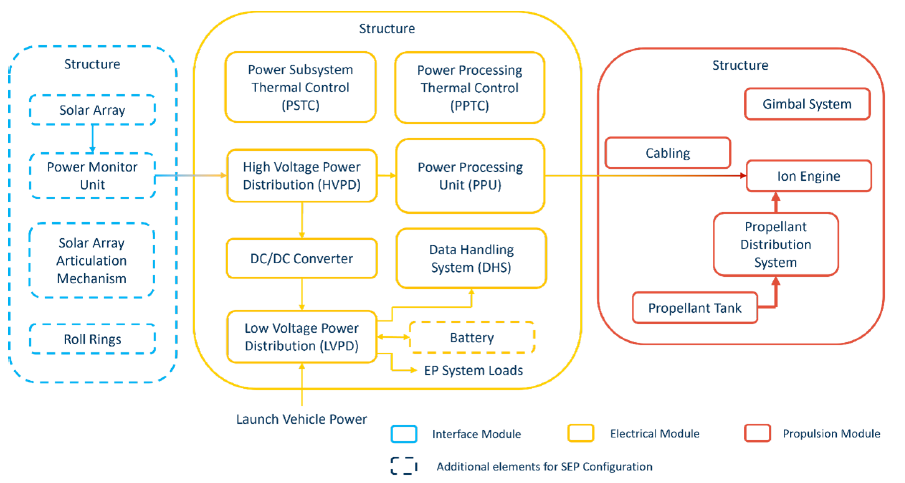 Structure
Solar Array
Power Monitor
Unit
Solar Array
Articulation
Mechanism
Roll Rings
Structure
Power Subsystem
Thermal Control
(PSTC)
Power Processing
Thermal Control
(PPTC)
High Voltage Power
Distribution (HVPD)
Power Processing
Unit (PPU)
DC/DC Converter
Data Handling
System (DHS)
Low Voltage Power
Distribution (LVPD)
Battery
EP System Loads
Launch Vehicle Power
Structure
Gimbal System
Cabling
Ion Engine
Propellant
Distribution
System
Propellant Tank
Interface Module
Electrical Module
Propulsion Module
Additional elements for SEP Configuration